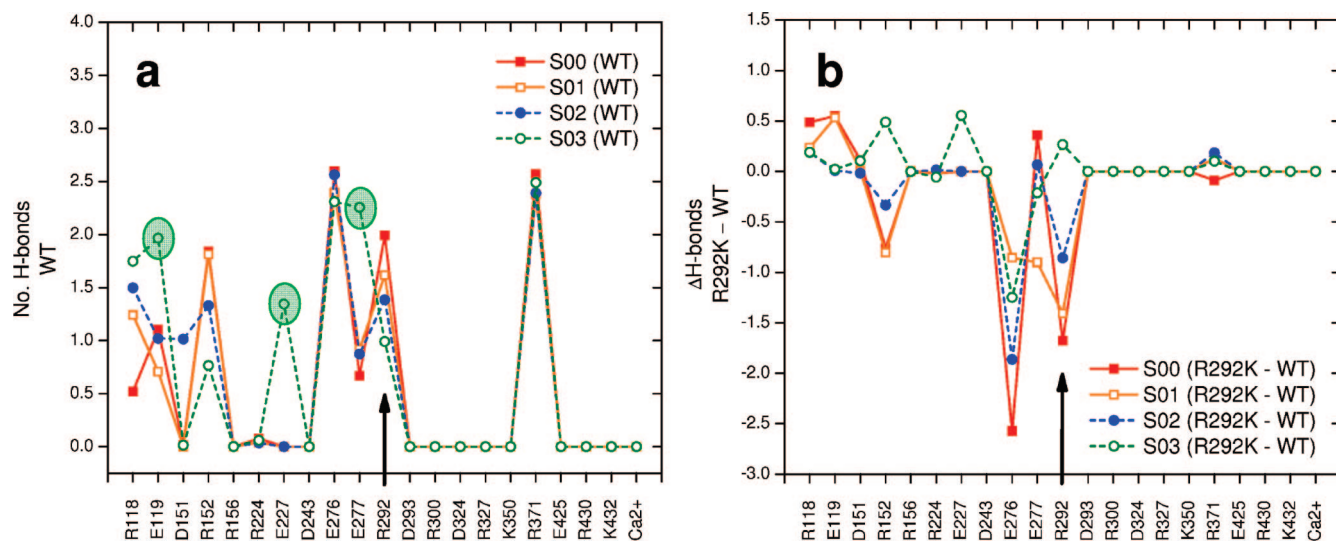 a
No. H-bonds
WT
4.0
3.5
3.0
2.5
2.0
1.5
1.0
0.5
0.0
S00 (WT)
S01 (WT)
S02 (WT)
S03 (WT)
R118
E119
D151
R152
R156
R224
E227
D243
E276
E277
R292
D293
R300
D324
R327
K350
R371
E425
R430
K432
Ca2+
b
ΔH-bonds
R292K – WT
1.5
1.0
0.5
0.0
-0.5
-1.0
-1.5
-2.0
-2.5
-3.0
S00 (R292K - WT)
S01 (R292K - WT)
S02 (R292K - WT)
S03 (R292K - WT)
R118
E119
D151
R152
R156
R224
E227
D243
E276
E277
R292
D293
R300
D324
R327
K350
R371
E425
R430
K432
Ca2+